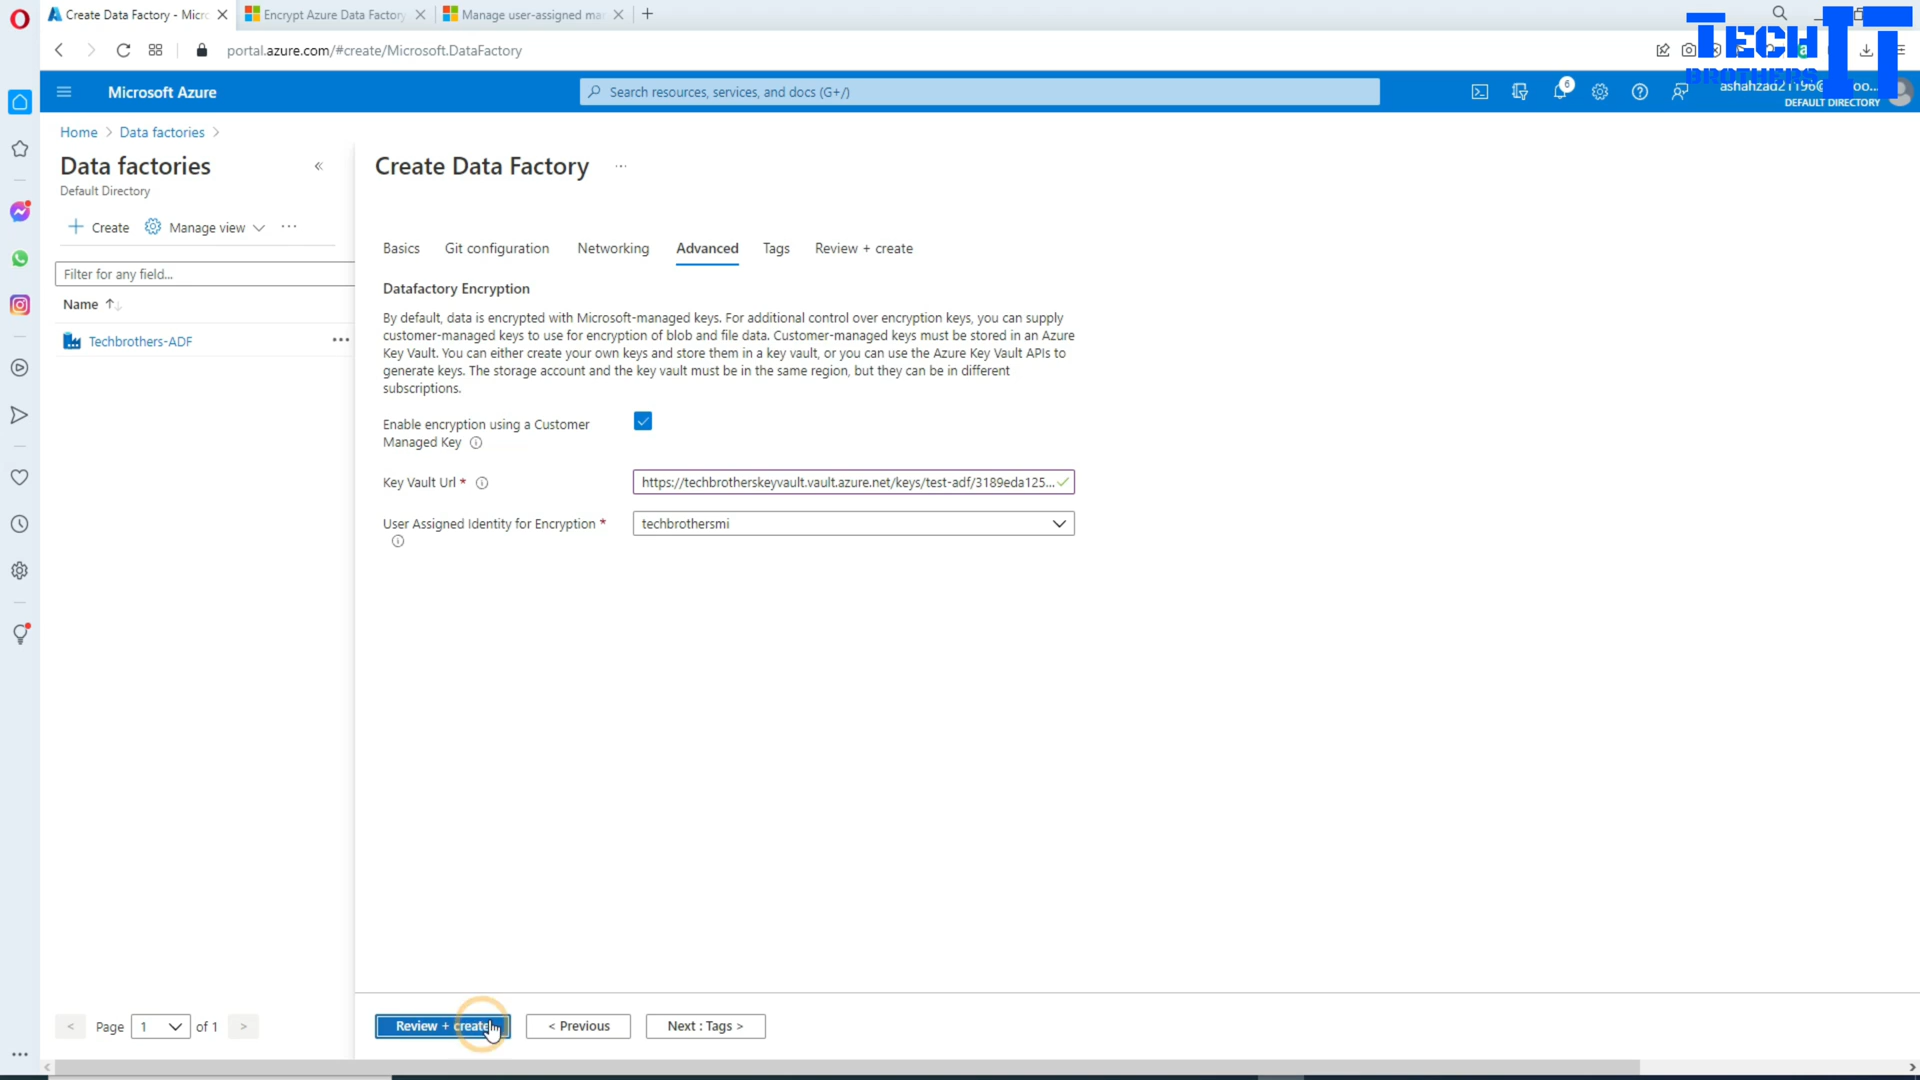 Create Data Factory - Micro
Encrypt Azure Data Factory
Manage user-assigned ma
portal.azure.com/#create/Microsoft.DataFactory
TECH IT
BROTHERS
Microsoft Azure
Search resources, services, and docs (G+/)
6
DEFAULT DIRECTORY
Home > Data factories >
Data factories
Default Directory
Create
Manage view
Filter for any field...
Name
Techbrothers-ADF
Page 1 of 1
Create Data Factory
Basics
Git configuration
Networking
Advanced
Tags
Review + create
Datafactory Encryption
By default, data is encrypted with Microsoft-managed keys. For additional control over encryption keys, you can supply
customer-managed keys to use for encryption of blob and file data. Customer-managed keys must be stored in an Azure
Key Vault. You can either create your own keys and store them in a key vault, or you can use the Azure Key Vault APIs to
generate keys. The storage account and the key vault must be in the same region, but they can be in different
subscriptions.
Enable encryption using a Customer
Managed Key
Key Vault Url *
https://techbrotherskeyvault.vault.azure.net/keys/test-adf/3189eda125...
User Assigned Identity for Encryption *
techbrothersmi
Review + create
< Previous
Next : Tags >